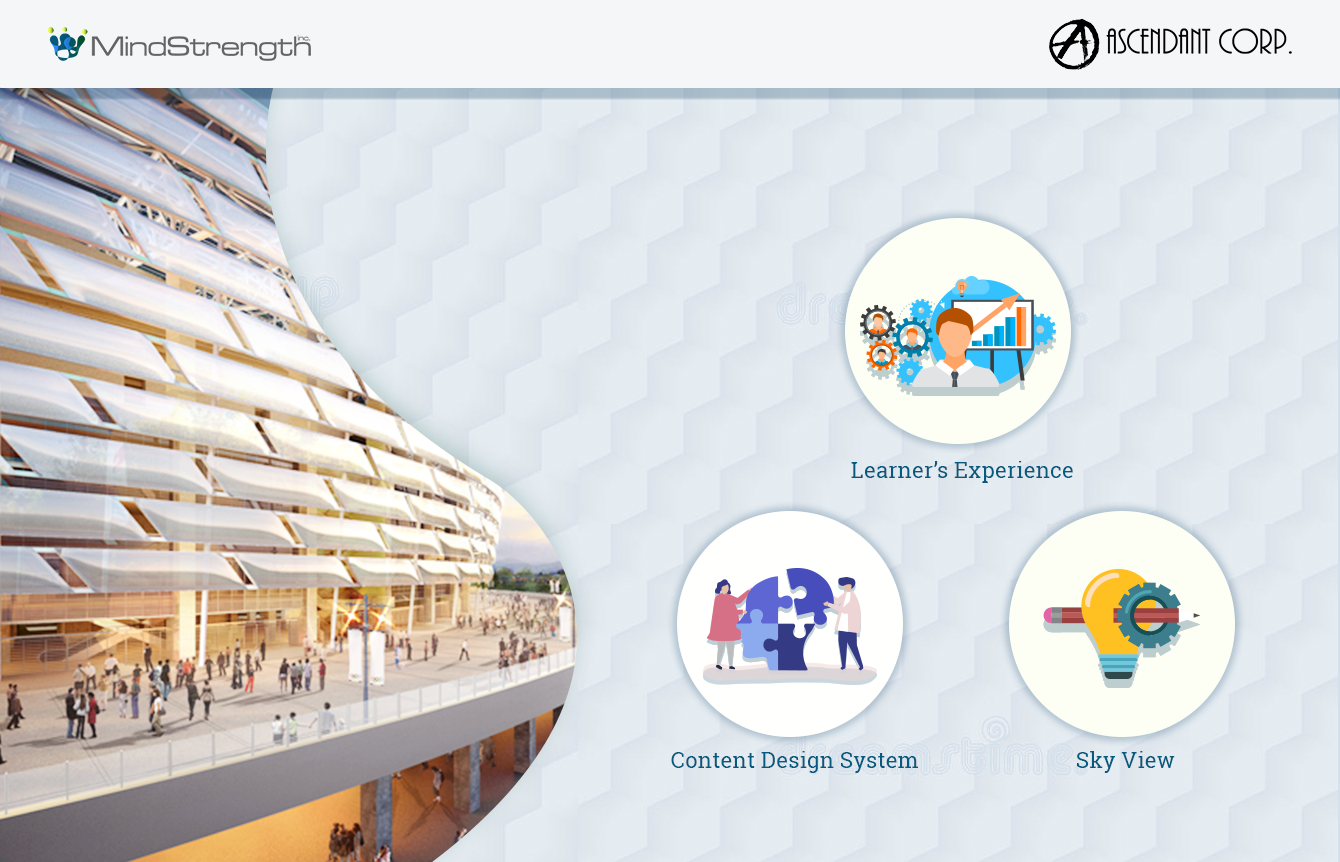 MindStrength inc.
ASCENDANT CORP.
Learner’s Experience
Content Design System
Sky View